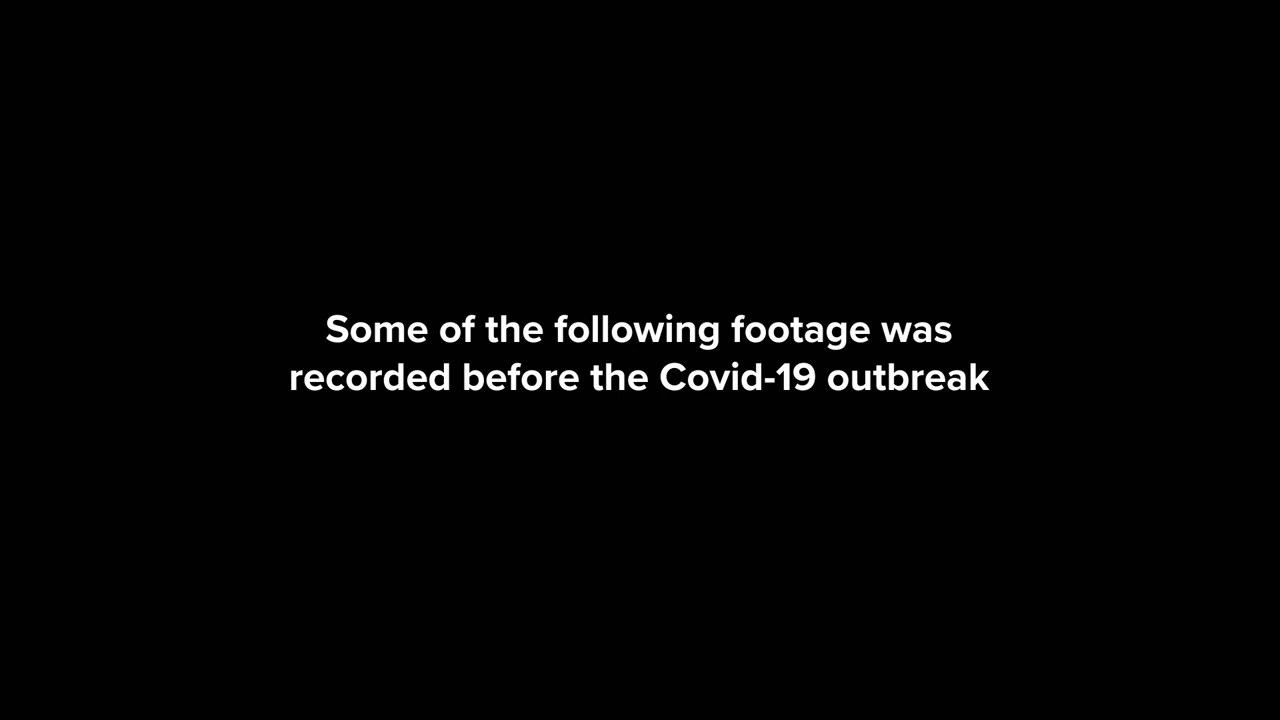 Some of the following footage was
recorded before the Covid-19 outbreak